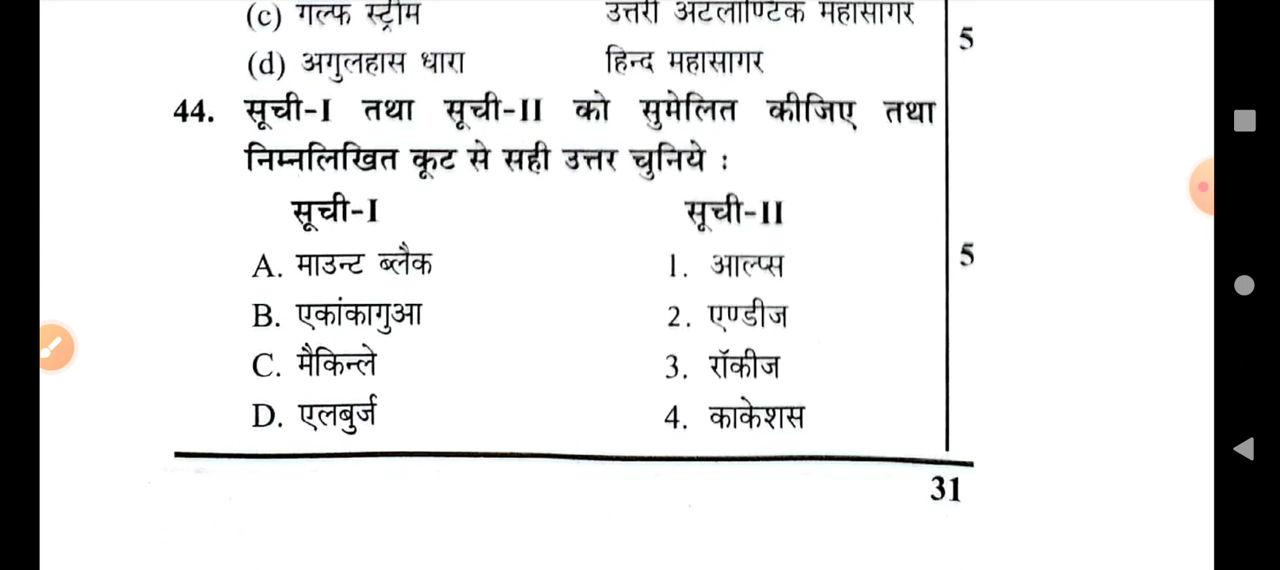 (c) गल्फ स्ट्रीम उत्तरी अटलाण्टिक महासागर
(d) अगुलहास धारा हिन्द महासागर
5
44. सूची-I तथा सूची-II को सुमेलित कीजिए तथा
निम्नलिखित कूट से सही उत्तर चुनिये :
सूची-I सूची-II
A. माउन्ट ब्लैक 1. आल्प्स
5
B. एकांकागुआ 2. एण्डीज
C. मैकिन्ले 3. रॉकीज
D. एलबुर्ज 4. काकेशस
31